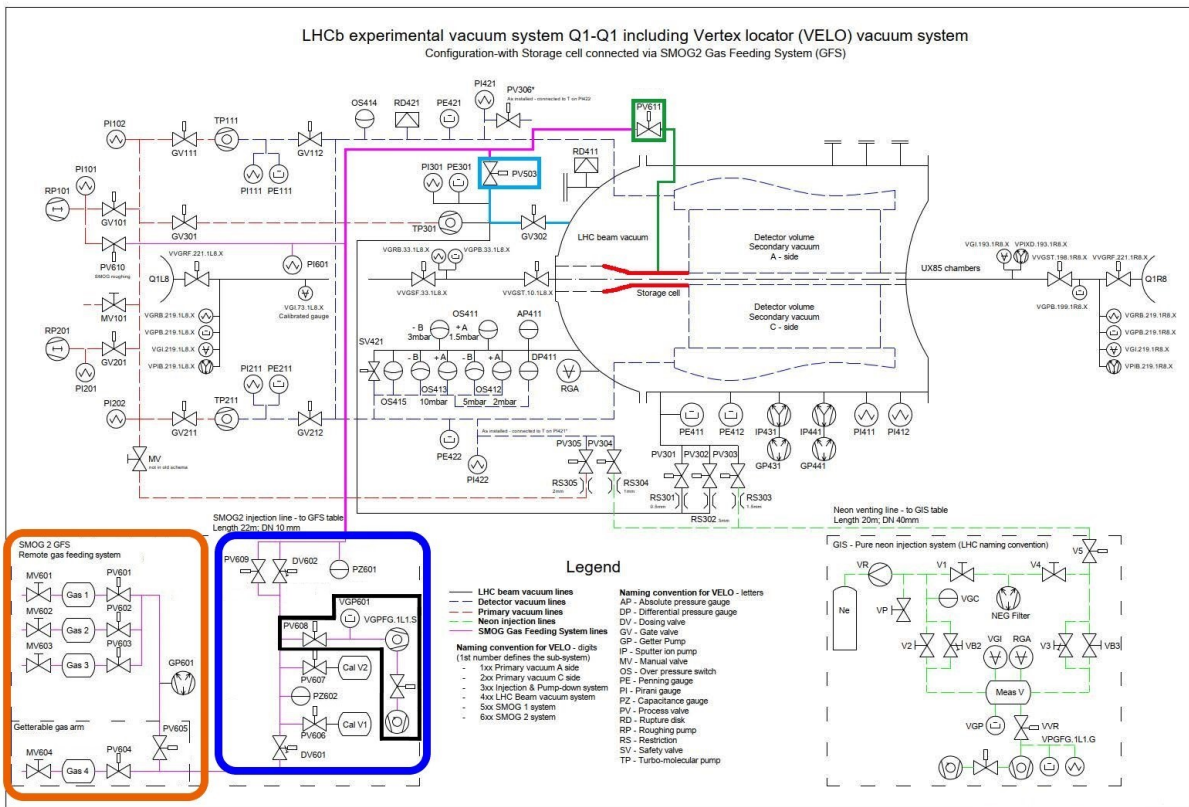 LHCb experimental vacuum system Q1-Q1 including Vertex locator (VELO) vacuum system
Configuration-with Storage cell connected via SMOG2 Gas Feeding System (GFS)
PI421
PV306*
As installed - connected to T on PI422
OS414
RD421
PE421
PV611
PI102
TP111
GV111
GV112
RD411
PI101
PI301
PE301
PV503
RP101
PI111
PE111
GV101
GV301
TP301
GV302
LHC beam vacuum
Detector volume
Secondary vacuum
A - side
PV610
SMOG roughing
VVGRF.221.1L8.X
PI601
VGRB.33.1L8.X
VGPB.33.1L8.X
VGI.193.1R8.X
VPIXD.193.1R8.X
VVGST.198.1R8.X
VVGRF.221.1R8.X
UX85 chambers
Q1L8
VGI.73.1L8.X
Calibrated gauge
VVGSF.33.1L8.X
VVGST.10.1L8.X
Storage cell
VGPB.199.1R8.X
Q1R8
MV101
VGRB.219.1L8.X
VGPB.219.1L8.X
VGI.219.1L8.X
VPIB.219.1L8.X
VGRB.219.1R8.X
VGPB.219.1R8.X
VGI.219.1R8.X
VPIB.219.1R8.X
Detector volume
Secondary vacuum
C - side
RP201
GV201
PI201
- B
3mbar
OS411
+ A
1.5mbar
AP411
SV421
- B
+ A
- B
+ A
DP411
RGA
OS415
OS413
10mbar
OS412
5mbar
2mbar
PI211
PE211
PI202
TP211
GV211
GV212
As installed - connected to T on PI421*
PE422
PI422
PV305
PV304
RS305
2mm
RS304
1mm
MV
not in old schema
PE411
PE412
IP431
IP441
PI411
PI412
GP431
GP441
PV301
PV302
PV303
RS301
0.5mm
RS302
5mm
RS303
1.5mm
SMOG2 injection line - to GFS table
Length 22m; DN 10 mm
Neon venting line - to GIS table
Length 20m; DN 40mm
SMOG 2 GFS
Remote gas feeding system
MV601
Gas 1
PV601
MV602
Gas 2
PV602
MV603
Gas 3
PV603
GP601
Getterable gas arm
PV605
MV604
Gas 4
PV604
PV609
DV602
PZ601
VGP601
VGPFG.1L1.S
PV608
PV607
Cal V2
PZ602
PV606
Cal V1
DV601
Legend
LHC beam vacuum lines
Detector vacuum lines
Primary vacuum lines
Neon injection lines
SMOG Gas Feeding System lines
Naming convention for VELO - digits
(1st number defines the sub-system)
- 1xx Primary vacuum A side
- 2xx Primary vacuum C side
- 3xx Injection & Pump-down system
- 4xx LHC Beam vacuum system
- 5xx SMOG 1 system
- 6xx SMOG 2 system
Naming convention for VELO - letters
AP - Absolute pressure gauge
DP - Differential pressure gauge
DV - Dosing valve
GV - Gate valve
GP - Getter Pump
IP - Sputter ion pump
MV - Manual valve
OS - Over pressure switch
PE - Penning gauge
PI - Pirani gauge
PZ - Capacitance gauge
PV - Process valve
RD - Rupture disk
RP - Roughing pump
RS - Restriction
SV - Safety valve
TP - Turbo-molecular pump
GIS - Pure neon injection system (LHC naming convention)
V5
VR
V1
V4
VP
VGC
NEG Filter
Ne
V2
VB2
VGI
RGA
V3
VB3
Meas V
VGP
VVR
VPGFG.1L1.G